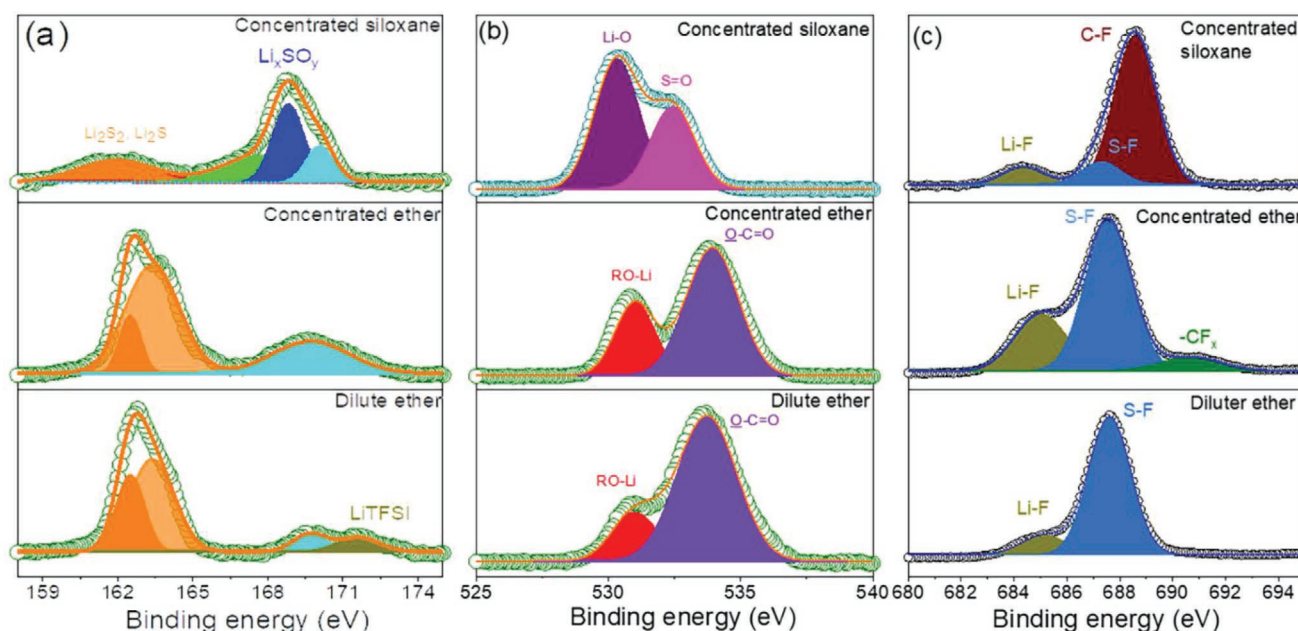 (a)
Concentrated siloxane
LiₓSOᵧ
Li₂S₂, Li₂S
Concentrated ether
Dilute ether
LiTFSI
159 162 165 168 171 174
Binding energy (eV)
(b)
Concentrated siloxane
Li-O
S=O
Concentrated ether
O-C=O
RO-Li
Dilute ether
O-C=O
RO-Li
525 530 535 540
Binding energy (eV)
(c)
Concentrated
siloxane
C-F
Li-F
S-F
Concentrated ether
S-F
Li-F
-CFₓ
Diluter ether
S-F
Li-F
680 682 684 686 688 690 692 694
Binding energy (eV)